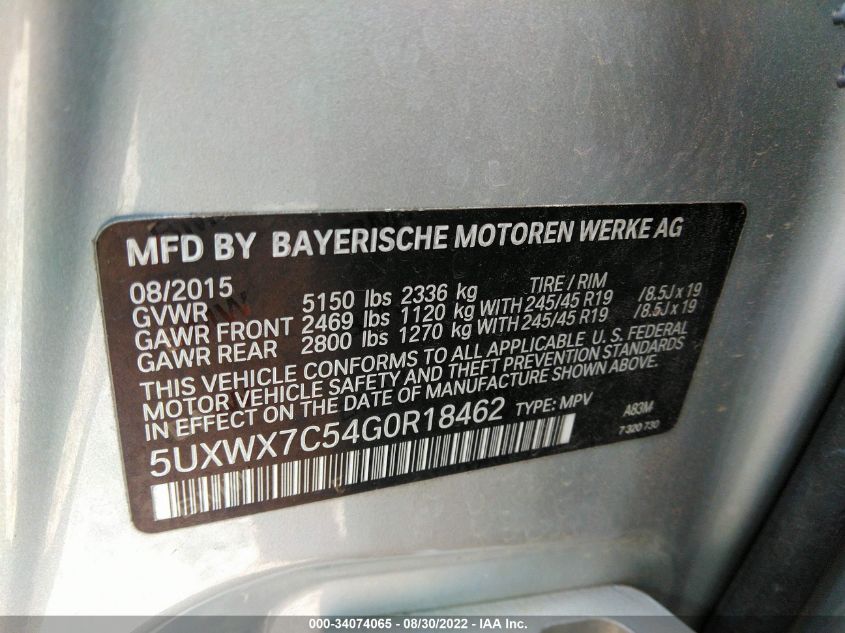 MFD BY BAYERISCHE MOTOREN WERKE AG
08/2015 TIRE / RIM
GVWR 5150 lbs 2336 kg
GAWR FRONT 2469 lbs 1120 kg WITH 245/45 R19 /8.5J x 19
GAWR REAR 2800 lbs 1270 kg WITH 245/45 R19 /8.5J x 19
THIS VEHICLE CONFORMS TO ALL APPLICABLE U. S. FEDERAL
MOTOR VEHICLE SAFETY AND THEFT PREVENTION STANDARDS
IN EFFECT ON THE DATE OF MANUFACTURE SHOWN ABOVE.
5UXWX7C54G0R18462 TYPE: MPV A83M
7 320 730
000-34074065 - 08/30/2022 - IAA Inc.